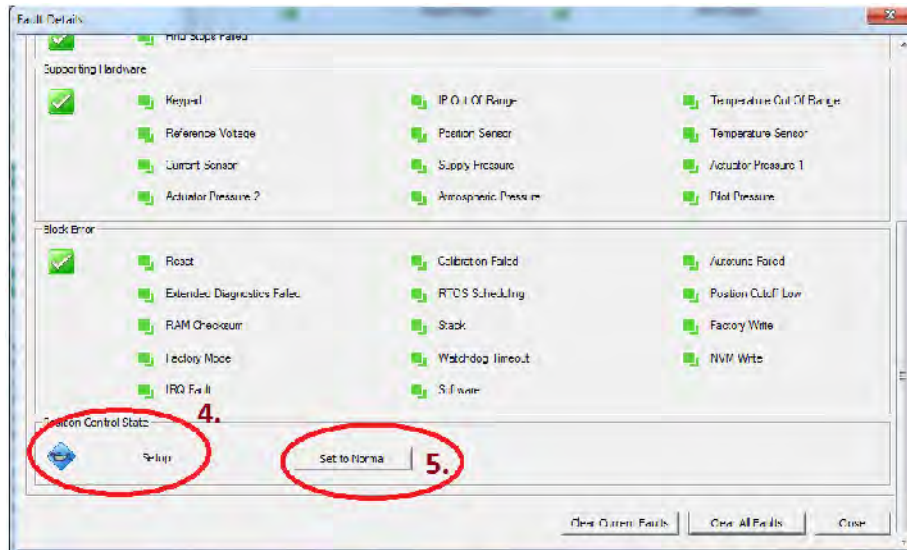 Fault Details
Find Stops Failed
Supporting Hardware
Keypad
IP Out Of Range
Temperature Out Of Range
Reference Voltage
Position Sensor
Temperature Sensor
Current Sensor
Supply Pressure
Actuator Pressure 1
Actuator Pressure 2
Atmospheric Pressure
Pilot Pressure
Block Error
Reset
Calibration Failed
Autotune Failed
Extended Diagnostics Failed
RTOS Scheduling
Position Cutoff Low
RAM Checksum
Stack
Factory Write
Factory Mode
Watchdog Timeout
NVM Write
IRQ Fault
Software
4.
Position Control State
Setup
Set to Normal
5.
Clear Current Faults
Clear All Faults
Close